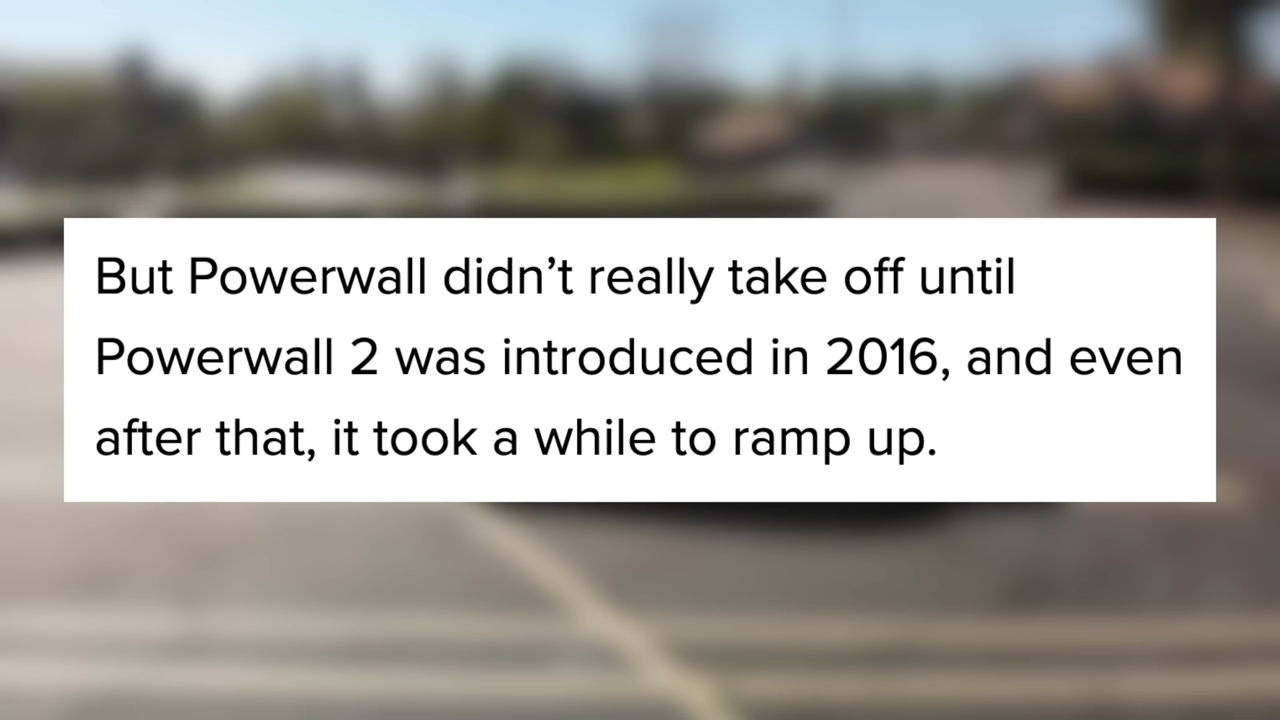 But Powerwall didn’t really take off until
Powerwall 2 was introduced in 2016, and even
after that, it took a while to ramp up.